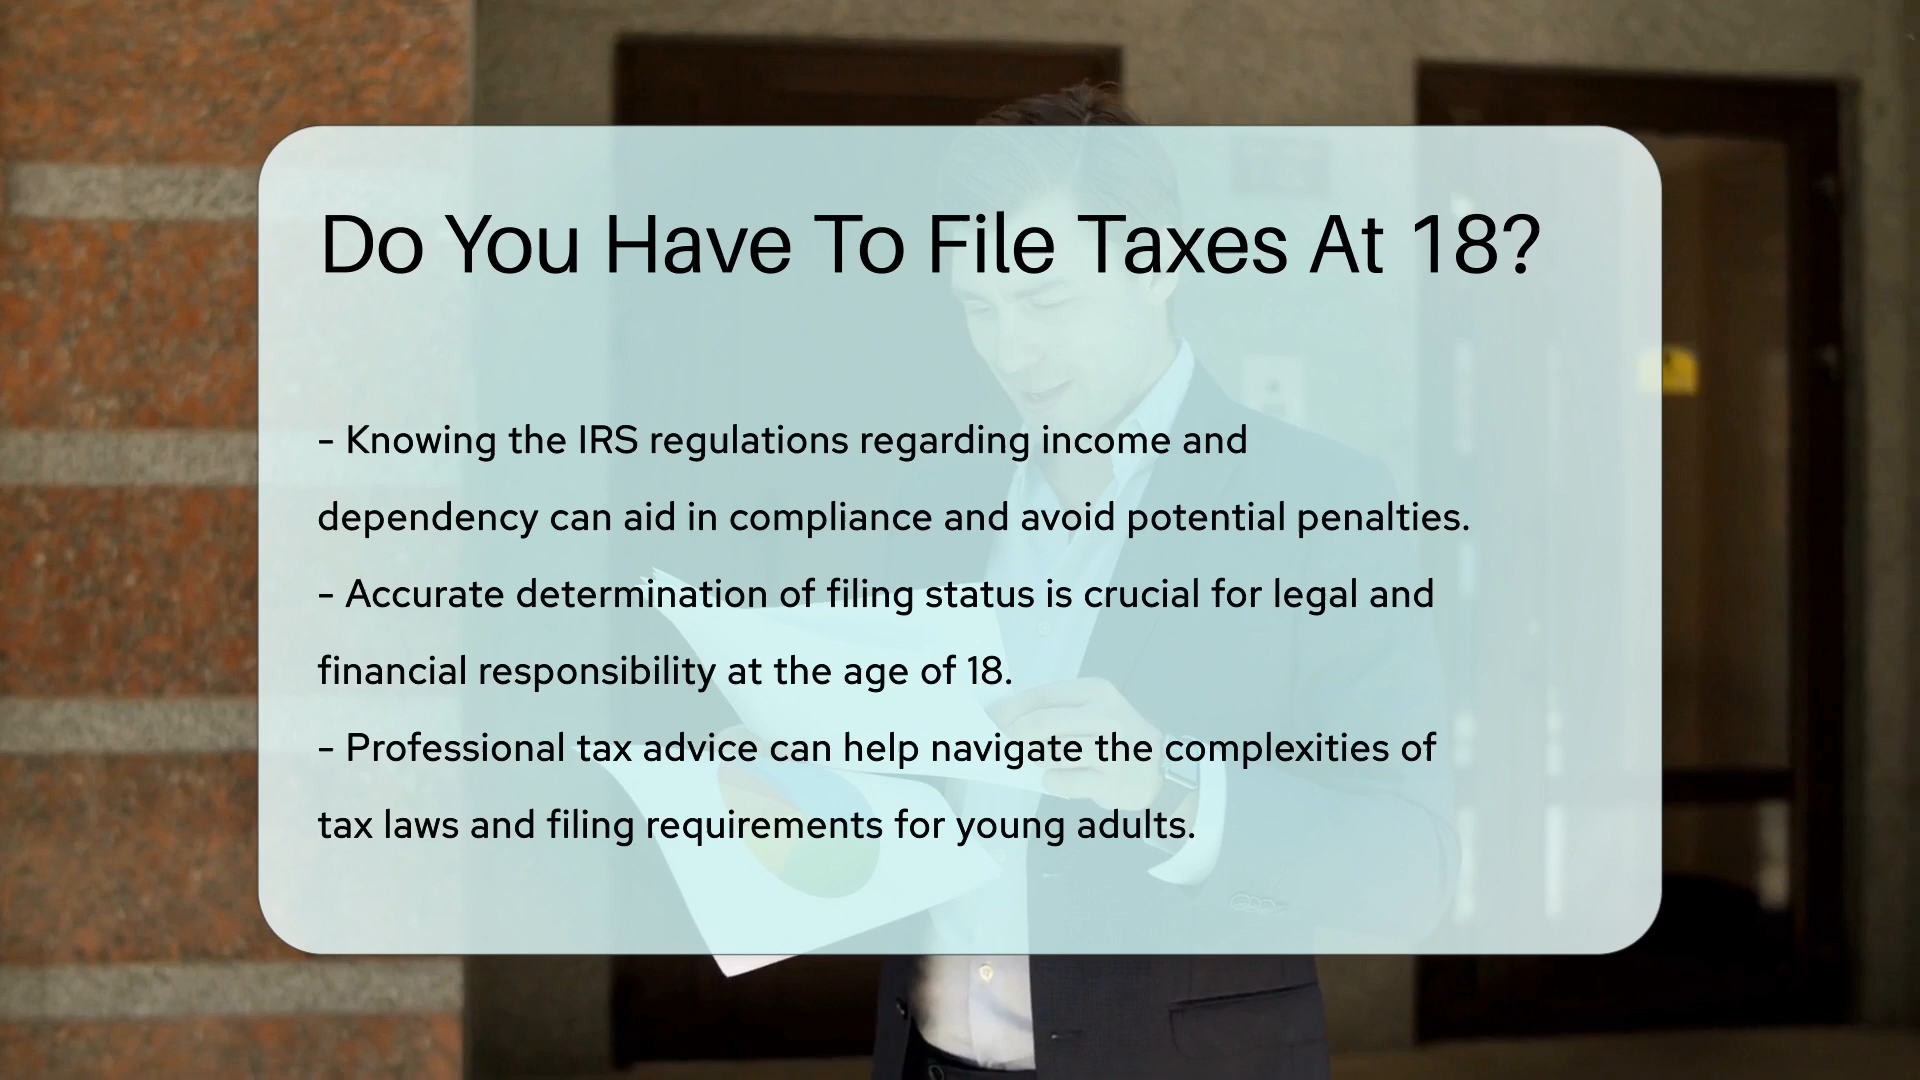 Do You Have To File Taxes At 18?
- Knowing the IRS regulations regarding income and
dependency can aid in compliance and avoid potential penalties.
- Accurate determination of filing status is crucial for legal and
financial responsibility at the age of 18.
- Professional tax advice can help navigate the complexities of
tax laws and filing requirements for young adults.